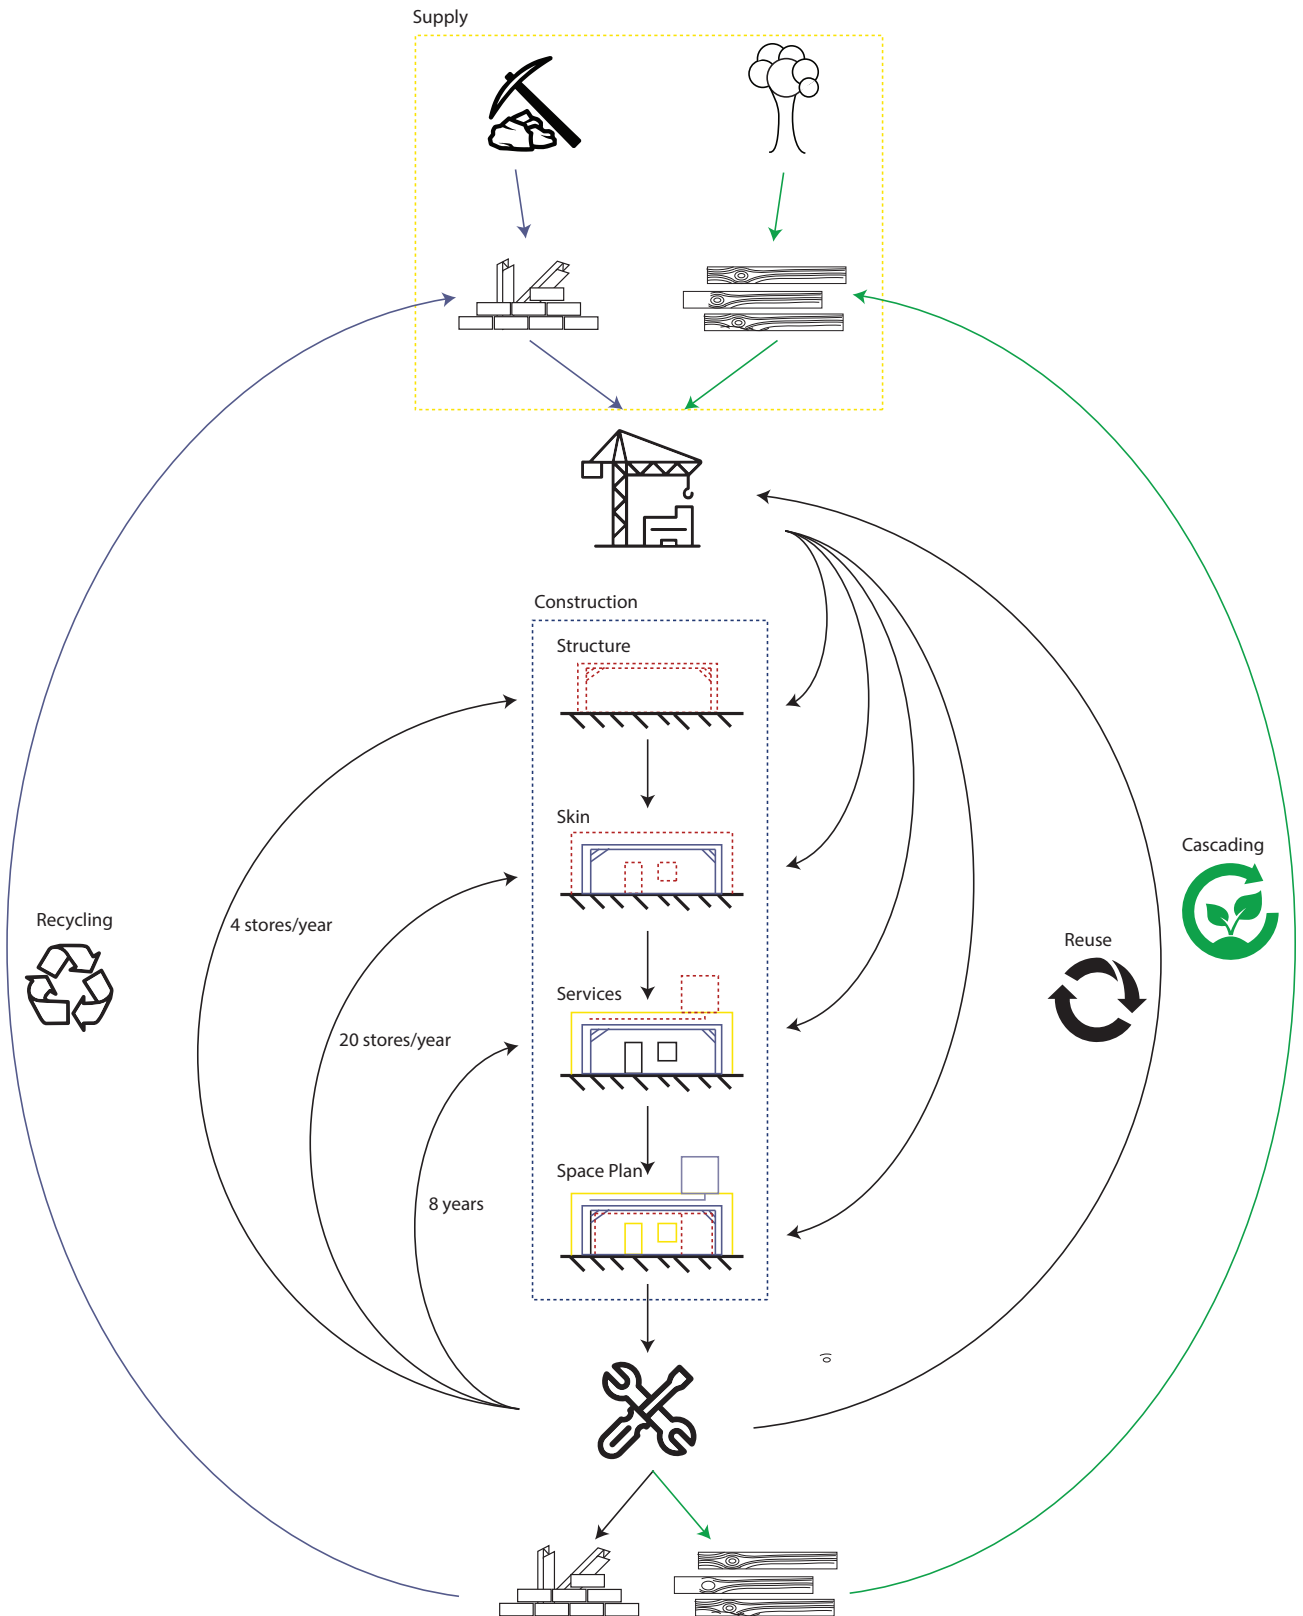 Supply
Construction
Structure
Skin
Cascading
Recycling
4 stores/year
Reuse
Services
20 stores/year
Space Plan
8 years